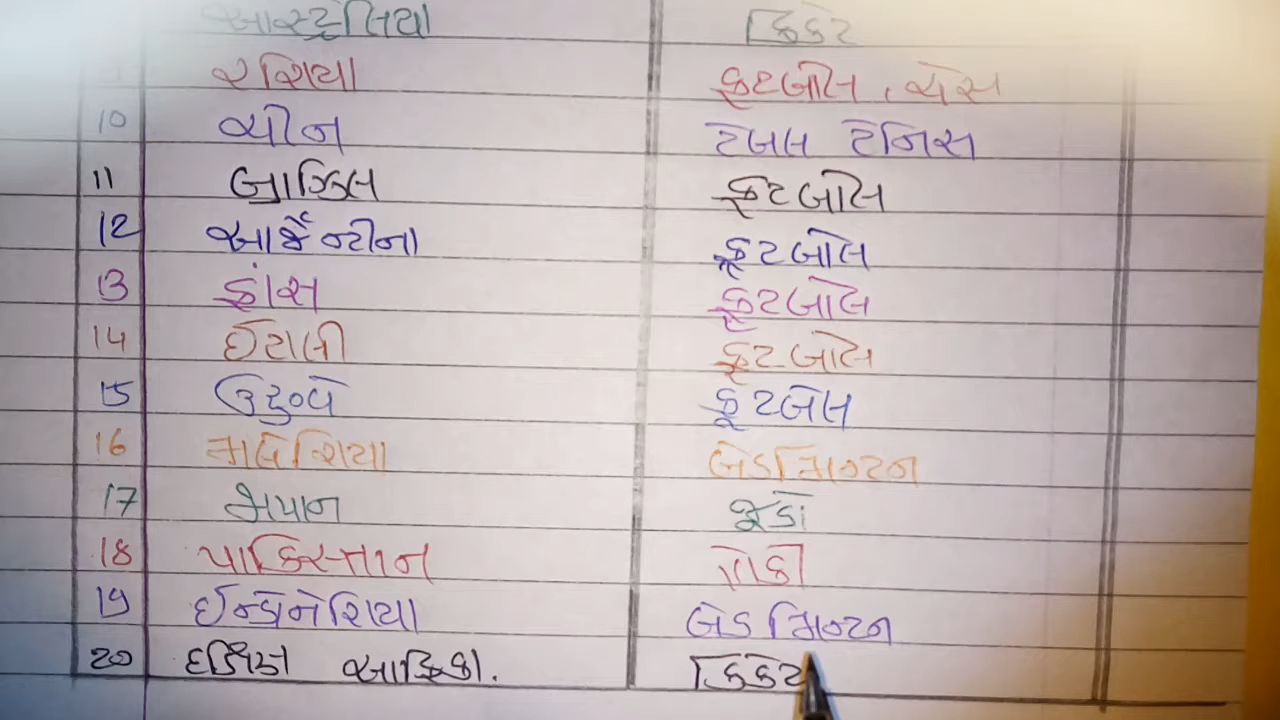 આસ્ટ્રેલિયા ક્રિકેટ
રશિયા ફૂટબોલ, ચેસ
10 ચીન ટેબલ ટેનિસ
11 બ્રાઝિલ ફૂટબોલ
12 આર્જેન્ટીના ફૂટબોલ
13 ફ્રાંસ ફૂટબોલ
14 ઈટાલી ફૂટબોલ
15 ઉરુગ્વે ફૂટબોલ
16 મલેશિયા બેડમિન્ટન
17 જાપાન જૂડો
18 પાકિસ્તાન હોકી
19 ઈન્ડોનેશિયા બેડમિન્ટન
20 દક્ષિણ આફ્રિકા. ક્રિકેટ